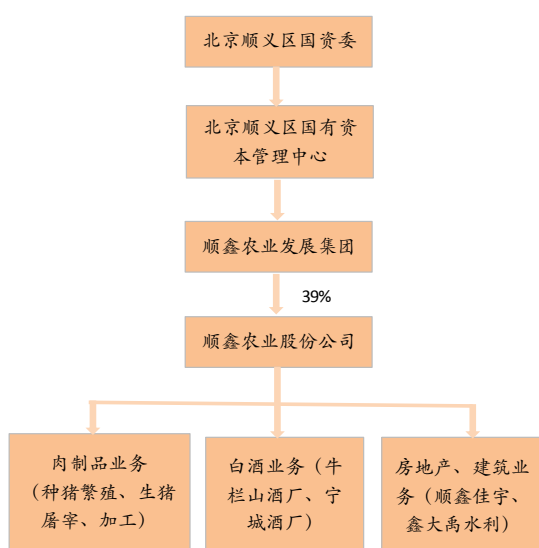 北京顺义区国资委
北京顺义区国有资
本管理中心
顺鑫农业发展集团
39%
顺鑫农业股份公司
肉制品业务
（种猪繁殖、生猪
屠宰、加工）
白酒业务（牛
栏山酒厂、宁
城酒厂）
房地产、建筑业
务（顺鑫佳宇、
鑫大禹水利）